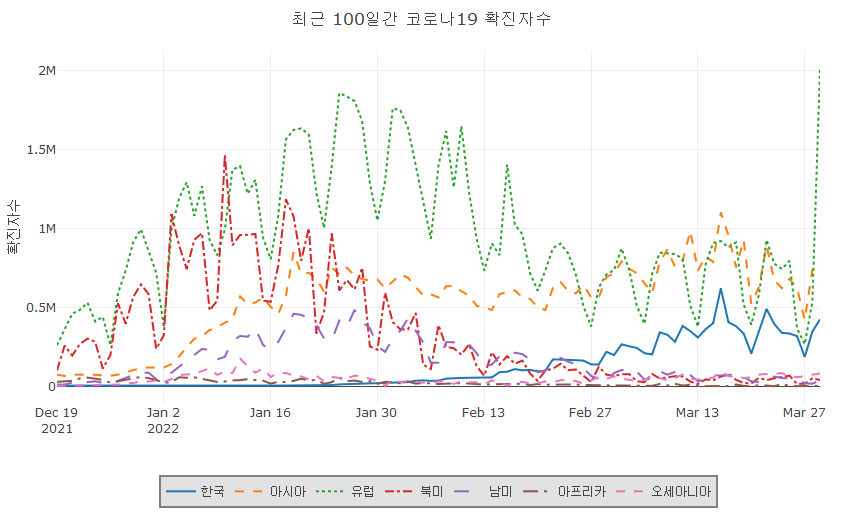 최근 100일간 코로나19 확진자수
확진자수
2M
1.5M
1M
0.5M
0
Dec 19
2021
Jan 2
2022
Jan 16
Jan 30
Feb 13
Feb 27
Mar 13
Mar 27
한국 아시아 유럽 북미 남미 아프리카 오세아니아